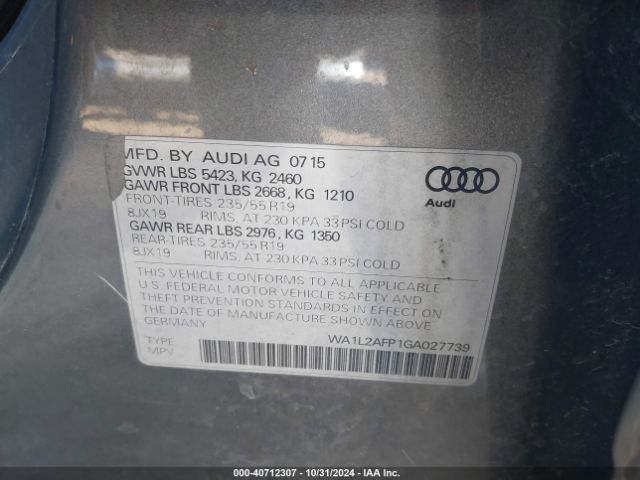 MFD. BY AUDI AG 07 15
GVWR LBS 5423, KG 2460
GAWR FRONT LBS 2668, KG 1210
FRONT-TIRES 235/55 R19
8JX19 RIMS, AT 230 KPA 33 PSI COLD
GAWR REAR LBS 2976, KG 1350
REAR-TIRES 235/55 R19
8JX19 RIMS, AT 230 KPA 33 PSI COLD
THIS VEHICLE CONFORMS TO ALL APPLICABLE
U.S. FEDERAL MOTOR VEHICLE SAFETY AND
THEFT PREVENTION STANDARDS IN EFFECT ON
THE DATE OF MANUFACTURE SHOWN ABOVE.
GERMANY
Audi
TYPE WA1L2AFP1GA027739
MPV
000-40712307 - 10/31/2024 - IAA Inc.